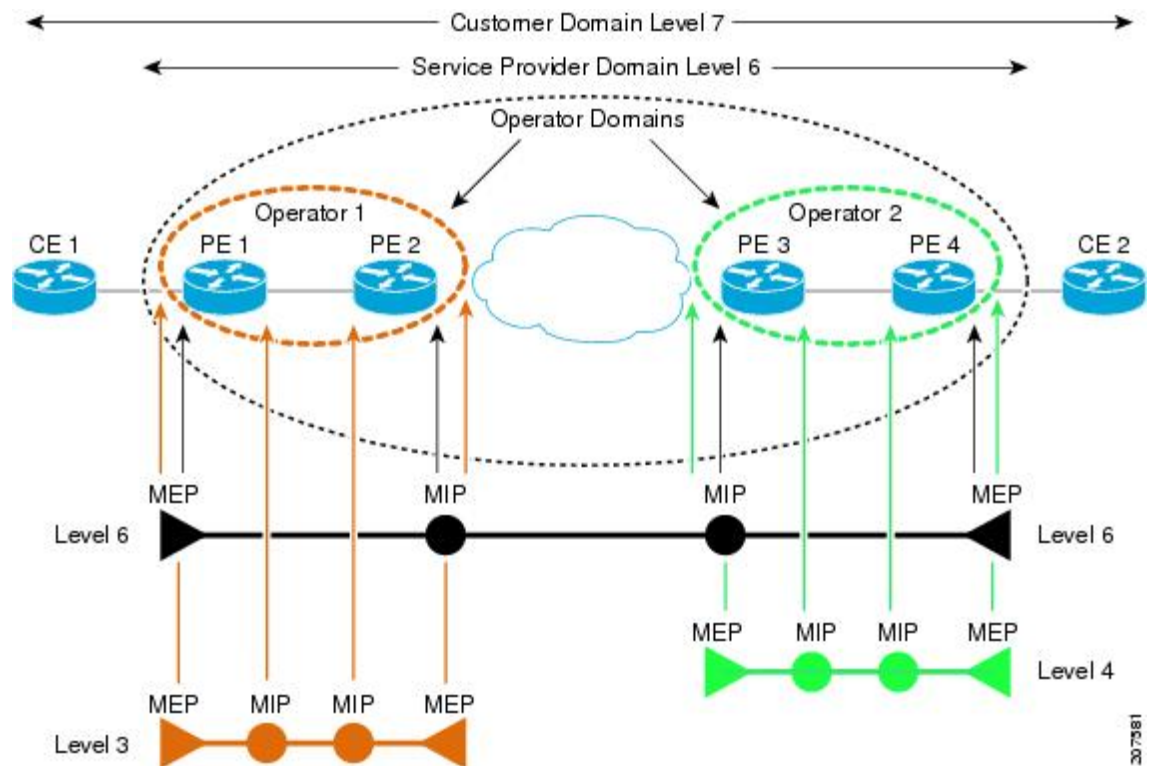 Customer Domain Level 7
Service Provider Domain Level 6
Operator Domains
Operator 1
Operator 2
CE 1
PE 1
PE 2
PE 3
PE 4
CE 2
MEP
MIP
MIP
MEP
Level 6
Level 6
MEP
MIP
MIP
MEP
Level 4
MEP
MIP
MIP
MEP
Level 3
207581